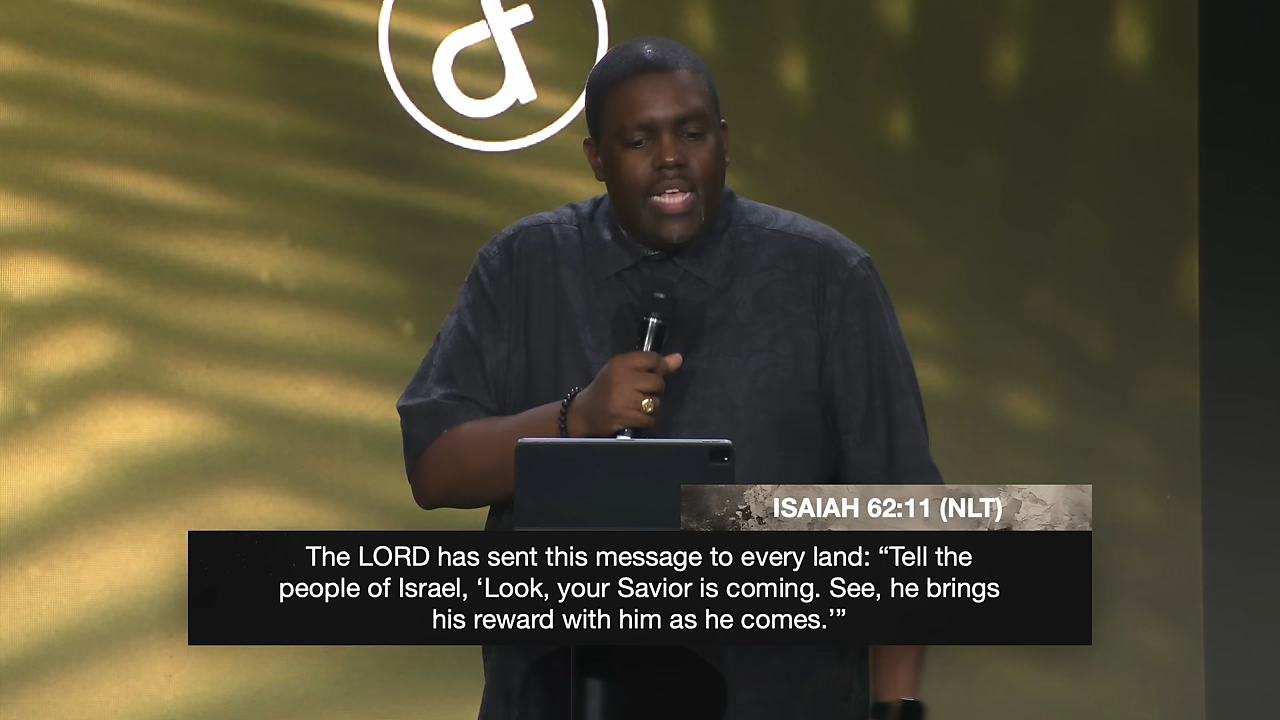 ISAIAH 62:11 (NLT)
The LORD has sent this message to every land: “Tell the
people of Israel, ‘Look, your Savior is coming. See, he brings
his reward with him as he comes.’”